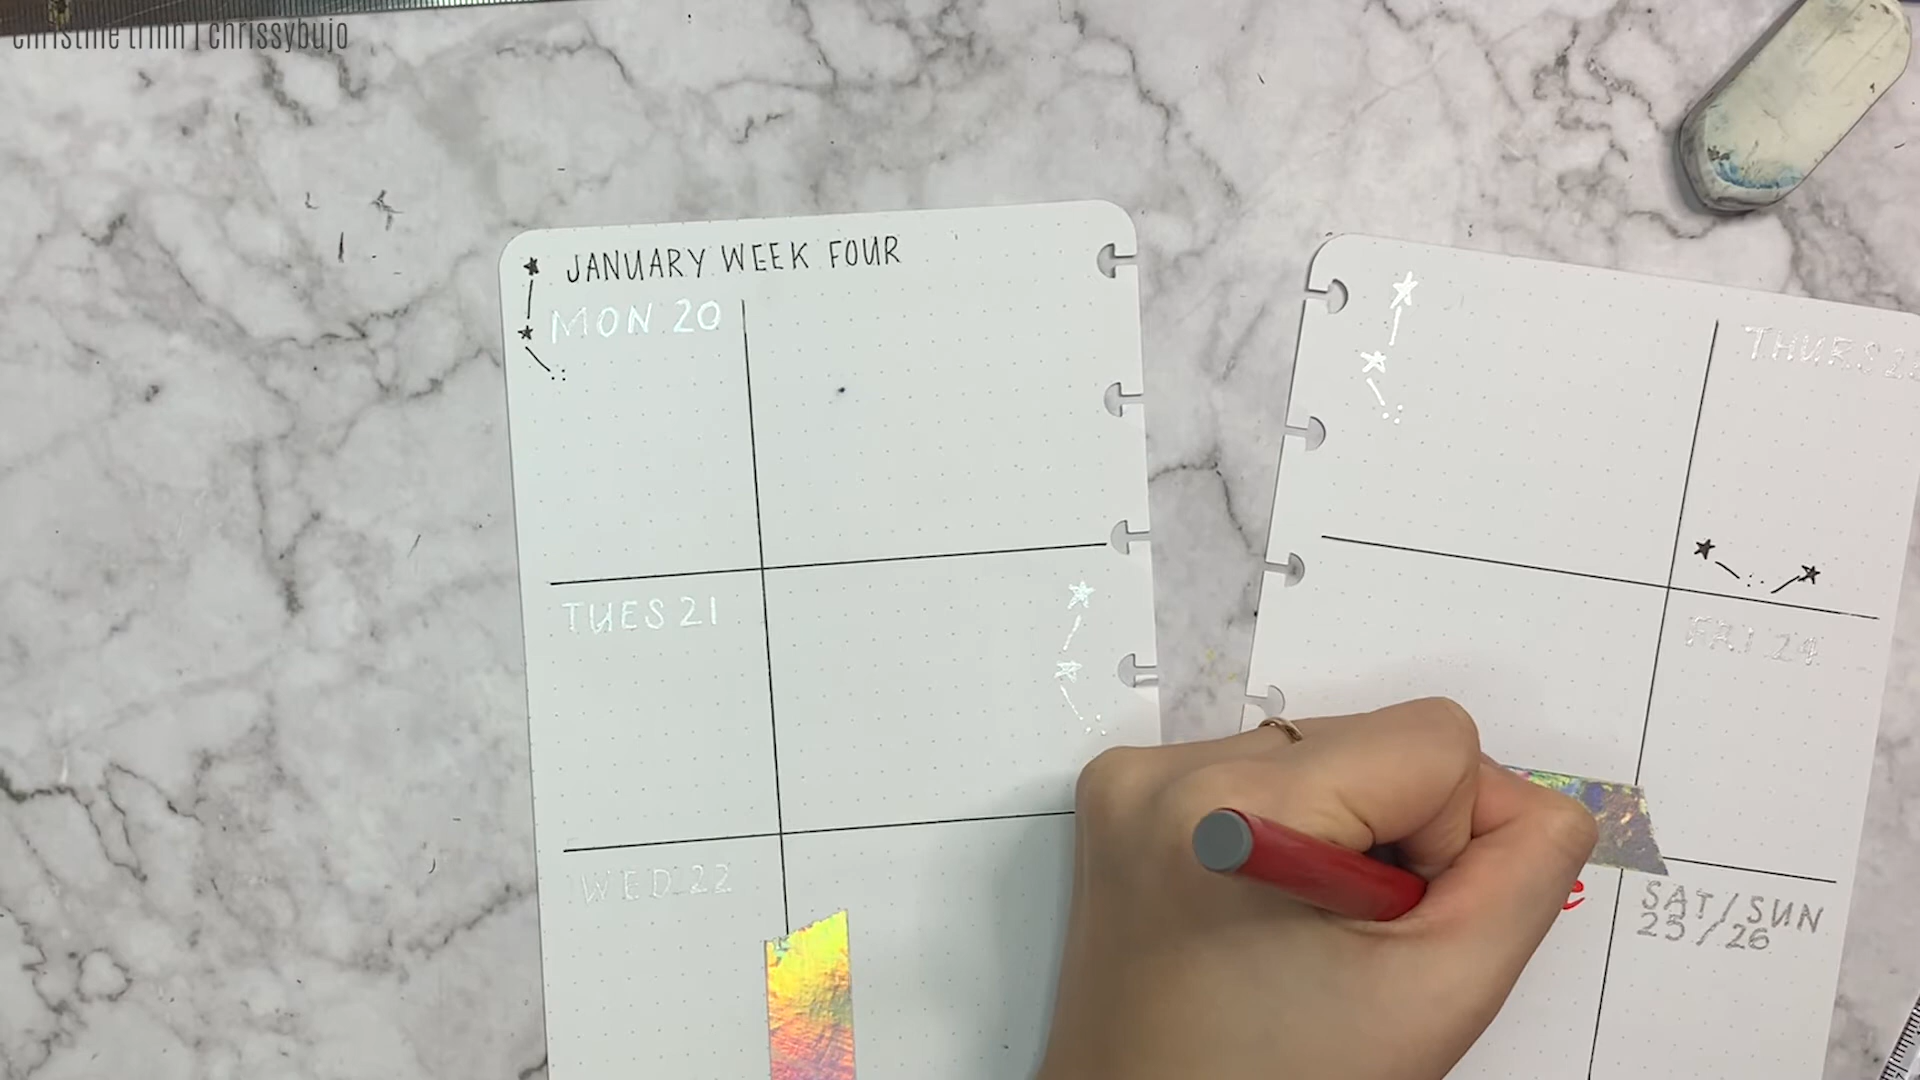 christine trinh | chrissybujo
JANUARY WEEK FOUR
MON 20
TUES 21
WED 22
THURS
FRI 24
SAT/SUN
25/26